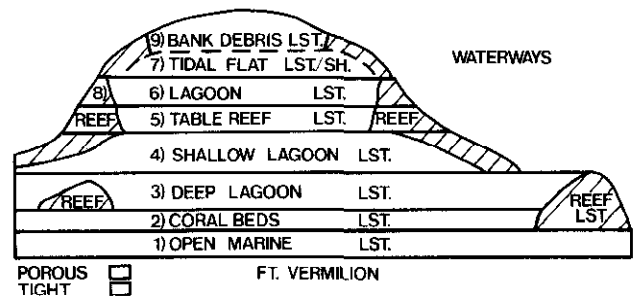 9) BANK DEBRIS LST.
WATERWAYS
7) TIDAL FLAT LST/SH.
8) 6) LAGOON LST.
REEF 5) TABLE REEF LST. REEF
4) SHALLOW LAGOON LST.
3) DEEP LAGOON LST.
REEF
REEF
LST.
2) CORAL BEDS LST.
1) OPEN MARINE LST.
POROUS FT. VERMILION
TIGHT